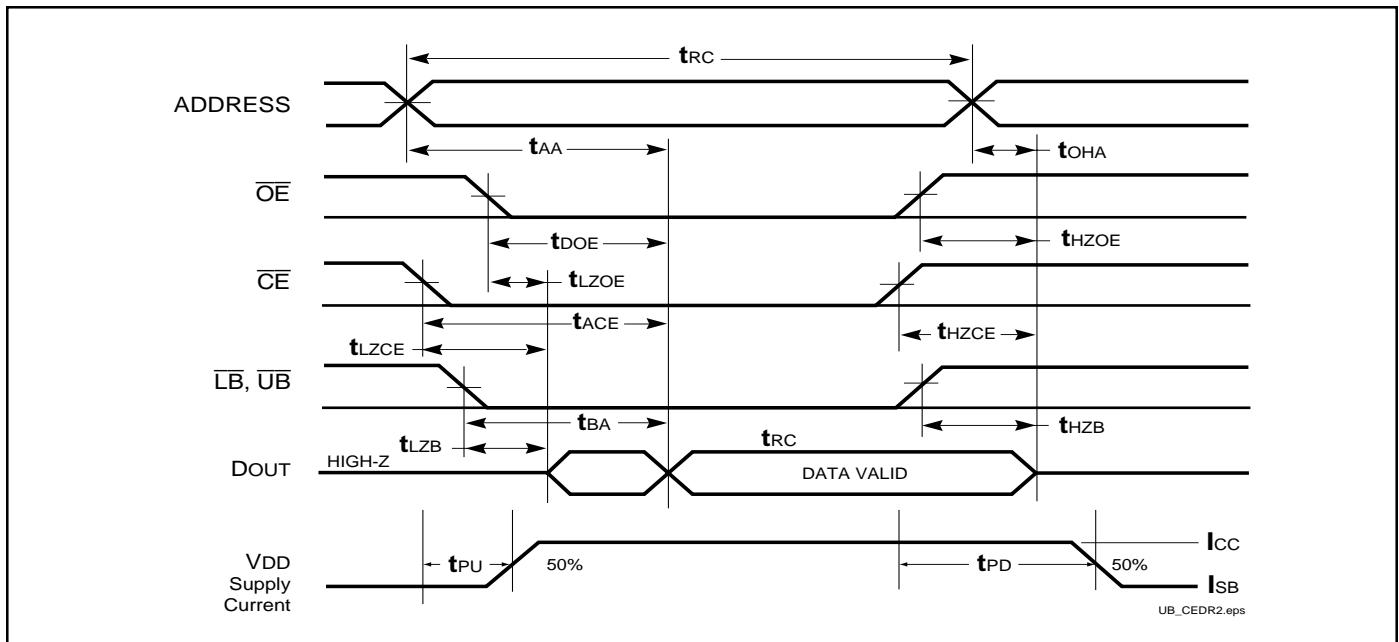 tRC
ADDRESS
tAA
tOHA
OE
tDOE
tHZOE
CE
tLZOE
tACE
tHZCE
tLZCE
LB, UB
tBA
tHZB
tLZB
tRC
DOUT
HIGH-Z
DATA VALID
ICC
VDD
tPU
50%
tPD
50%
Supply
ISB
Current
UB_CEDR2.eps